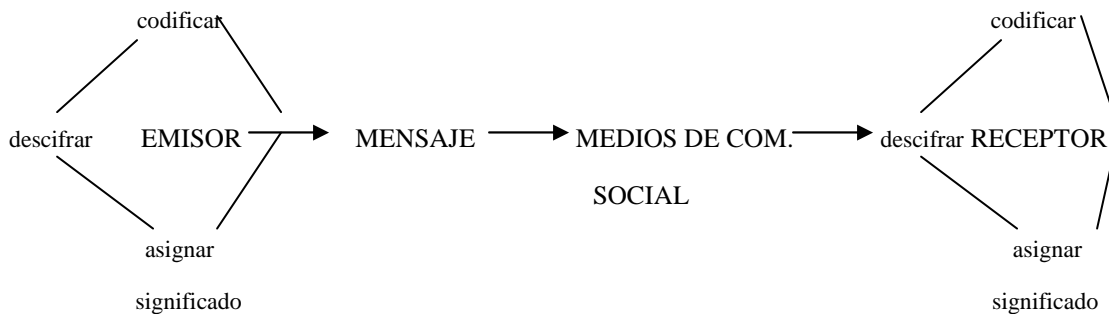 codificar codificar
descifrar EMISOR MENSAJE MEDIOS DE COM. descifrar RECEPTOR
SOCIAL
asignar asignar
significado significado